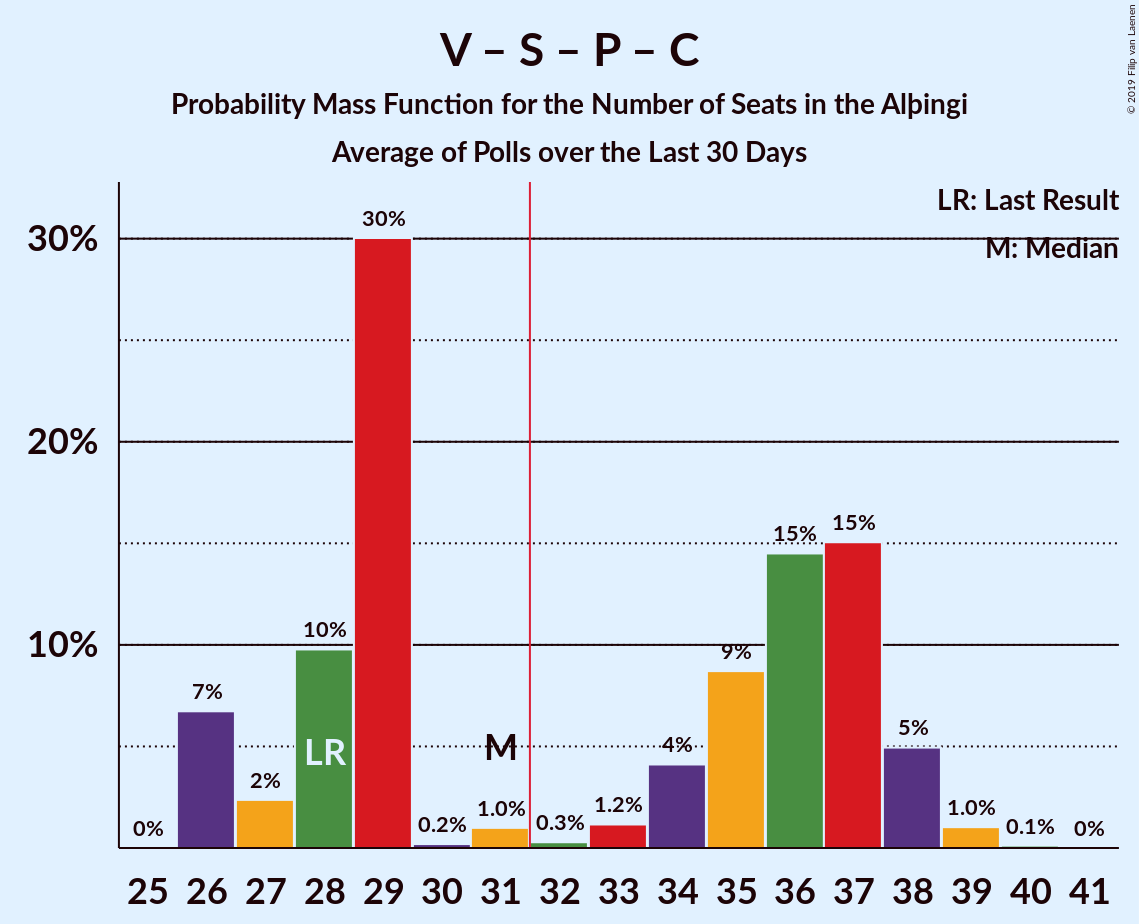 V – S – P – C
Probability Mass Function for the Number of Seats in the Alþingi
Average of Polls over the Last 30 Days
© 2019 Filip van Laenen
LR: Last Result
M: Median
30%
20%
10%
0%
7%
2%
10%
30%
0.2%
1.0%
0.3%
1.2%
4%
9%
15%
15%
5%
1.0%
0.1%
0%
LR
M
25 26 27 28 29 30 31 32 33 34 35 36 37 38 39 40 41